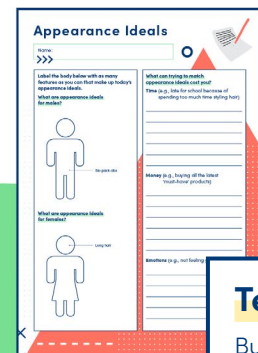 Appearance Ideals
Name:
Label the body below with as many
features as you can that make up today's
appearance ideals.
What are appearance ideals
for males?
Six pack abs
What are appearance ideals
for females?
Long hair
What can trying to match
appearance ideals cost you?
Time (e.g., late for school because of
spending too much time styling hair)
Money (e.g., buying all the latest
'must-have' products)
Emotions (e.g., not feeling
Te
Bu